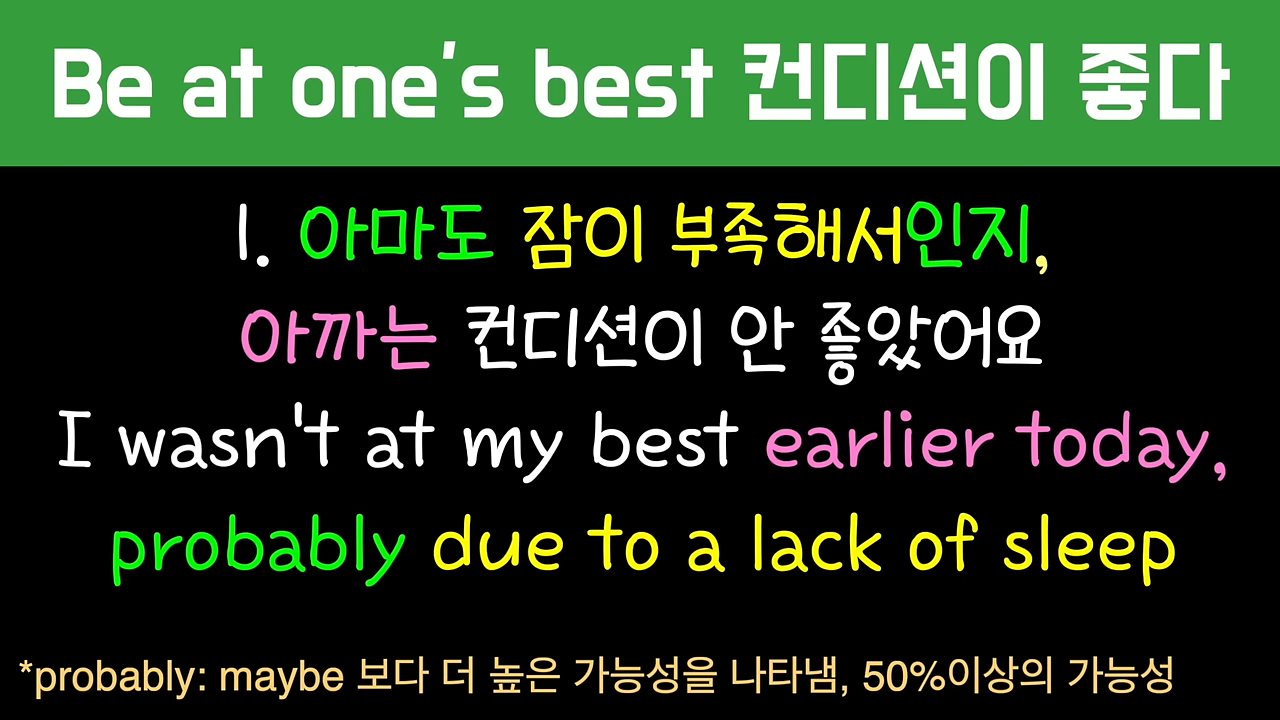 Be at one's best 컨디션이 좋다
1. 아마도 잠이 부족해서인지,
아까는 컨디션이 안 좋았어요
I wasn't at my best earlier today,
probably due to a lack of sleep
*probably: maybe 보다 더 높은 가능성을 나타냄, 50%이상의 가능성